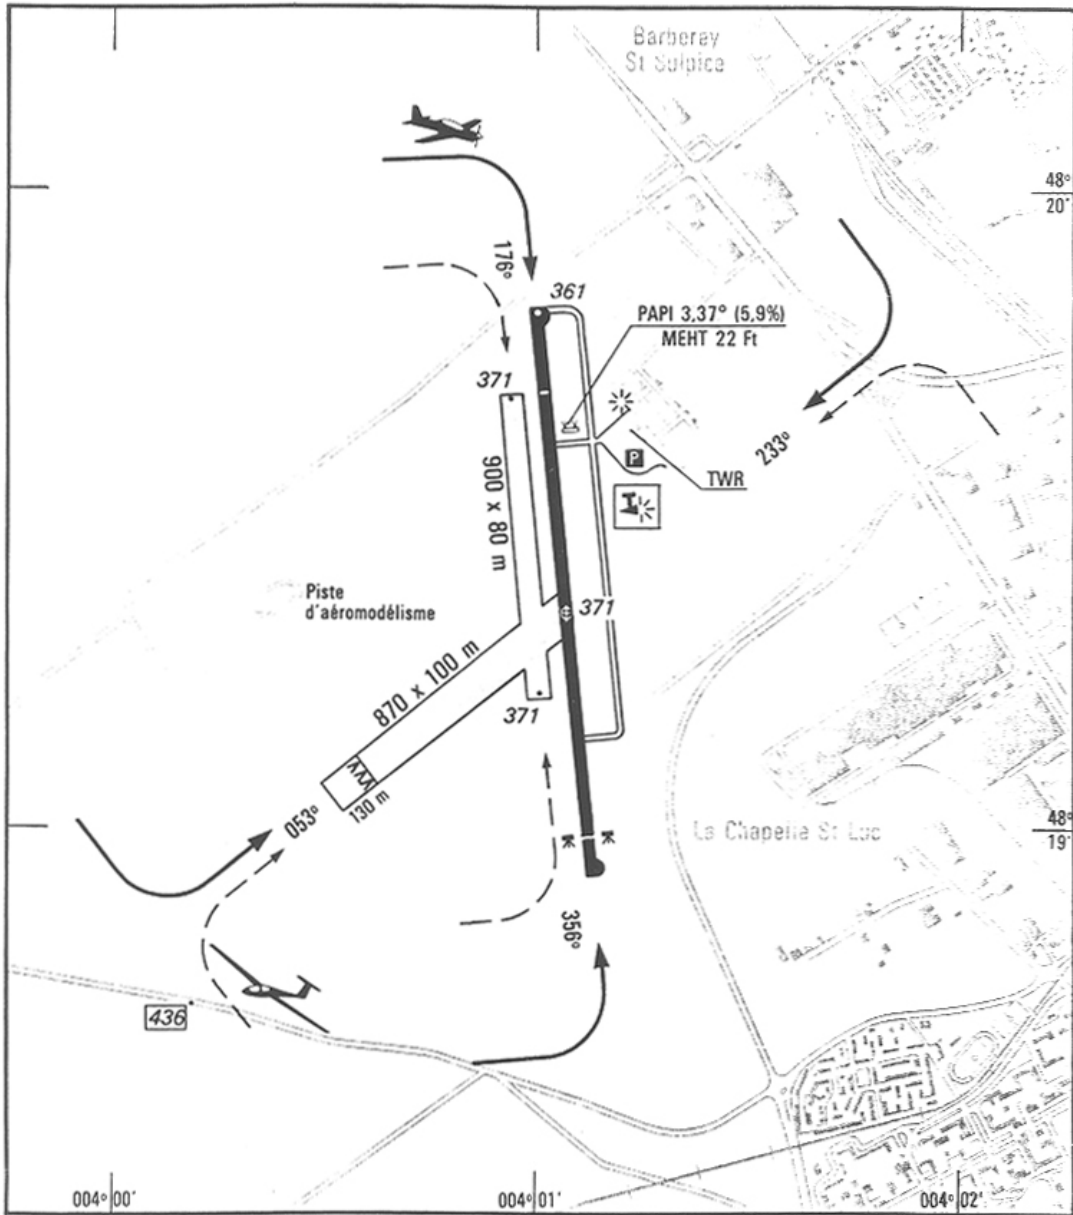 Barberey
St Sulpice
48°
20'
176°
361
PAPI 3,37° (5.9%)
MEHT 22 Ft
371
233°
P
TWR
900 x 80 m
Piste
d'aéromodélisme
371
870 x 100 m
371
130 m
053°
La Chapelle St Luc
48°
19'
356°
436
004° 00'
004° 01'
004° 02'